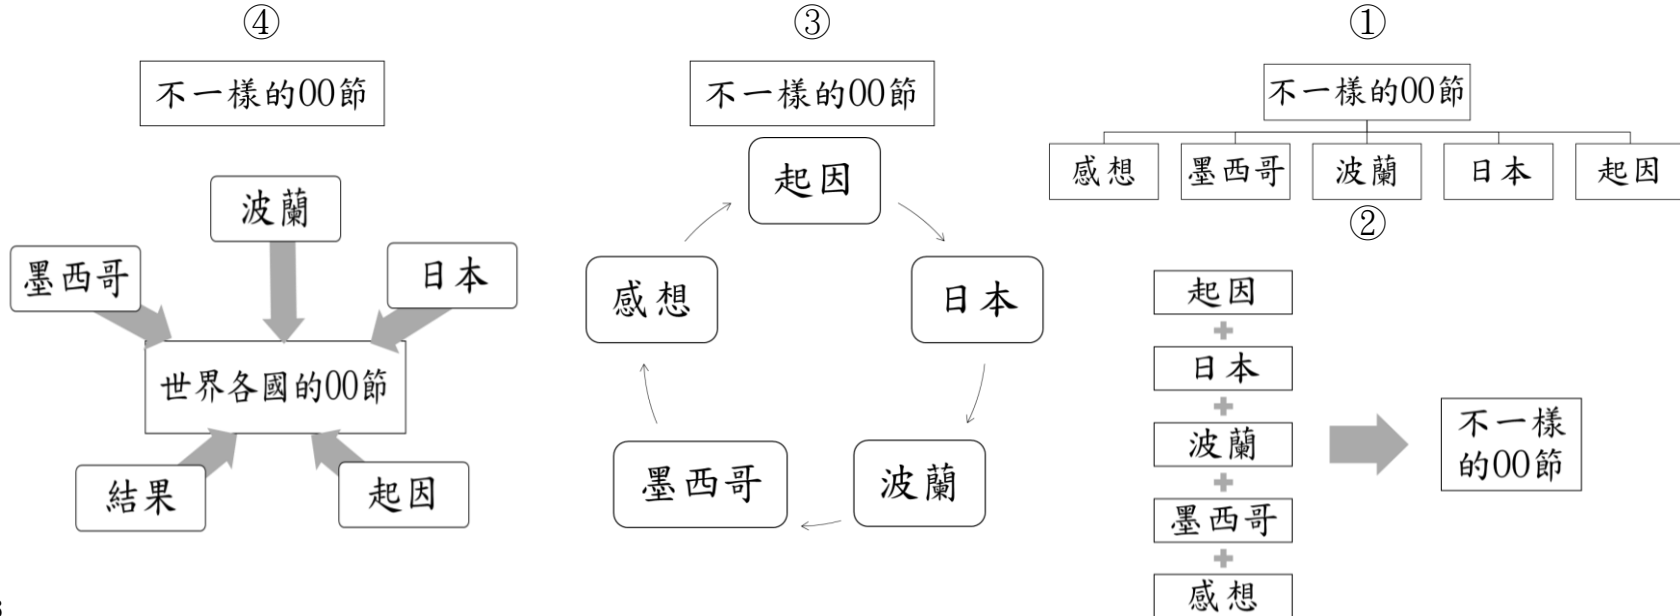 ①
不一樣的00節
起因
日本
波蘭
墨西哥
感想
②
起因
日本
波蘭
墨西哥
感想
不一樣
的00節
③
不一樣的00節
起因
日本
波蘭
墨西哥
感想
④
不一樣的00節
波蘭
日本
墨西哥
世界各國的00節
起因
結果